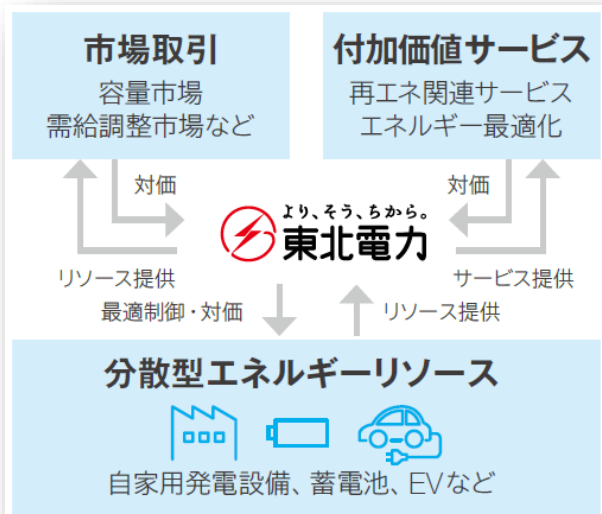 市場取引
容量市場
需給調整市場など
付加価値サービス
再エネ関連サービス
エネルギー最適化
対価
対価
より、そう、ちから。
東北電力
リソース提供
サービス提供
最適制御・対価
リソース提供
分散型エネルギーリソース
自家用発電設備、蓄電池、EVなど